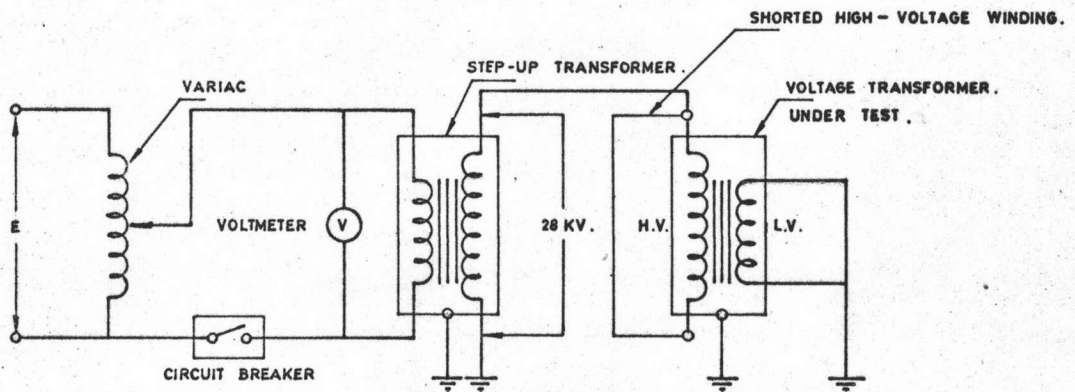 SHORTED HIGH - VOLTAGE WINDING.
STEP-UP TRANSFORMER.
VARIAC
VOLTAGE TRANSFORMER.
UNDER TEST.
E
VOLTMETER
V
28 KV.
H.V.
L.V.
CIRCUIT BREAKER